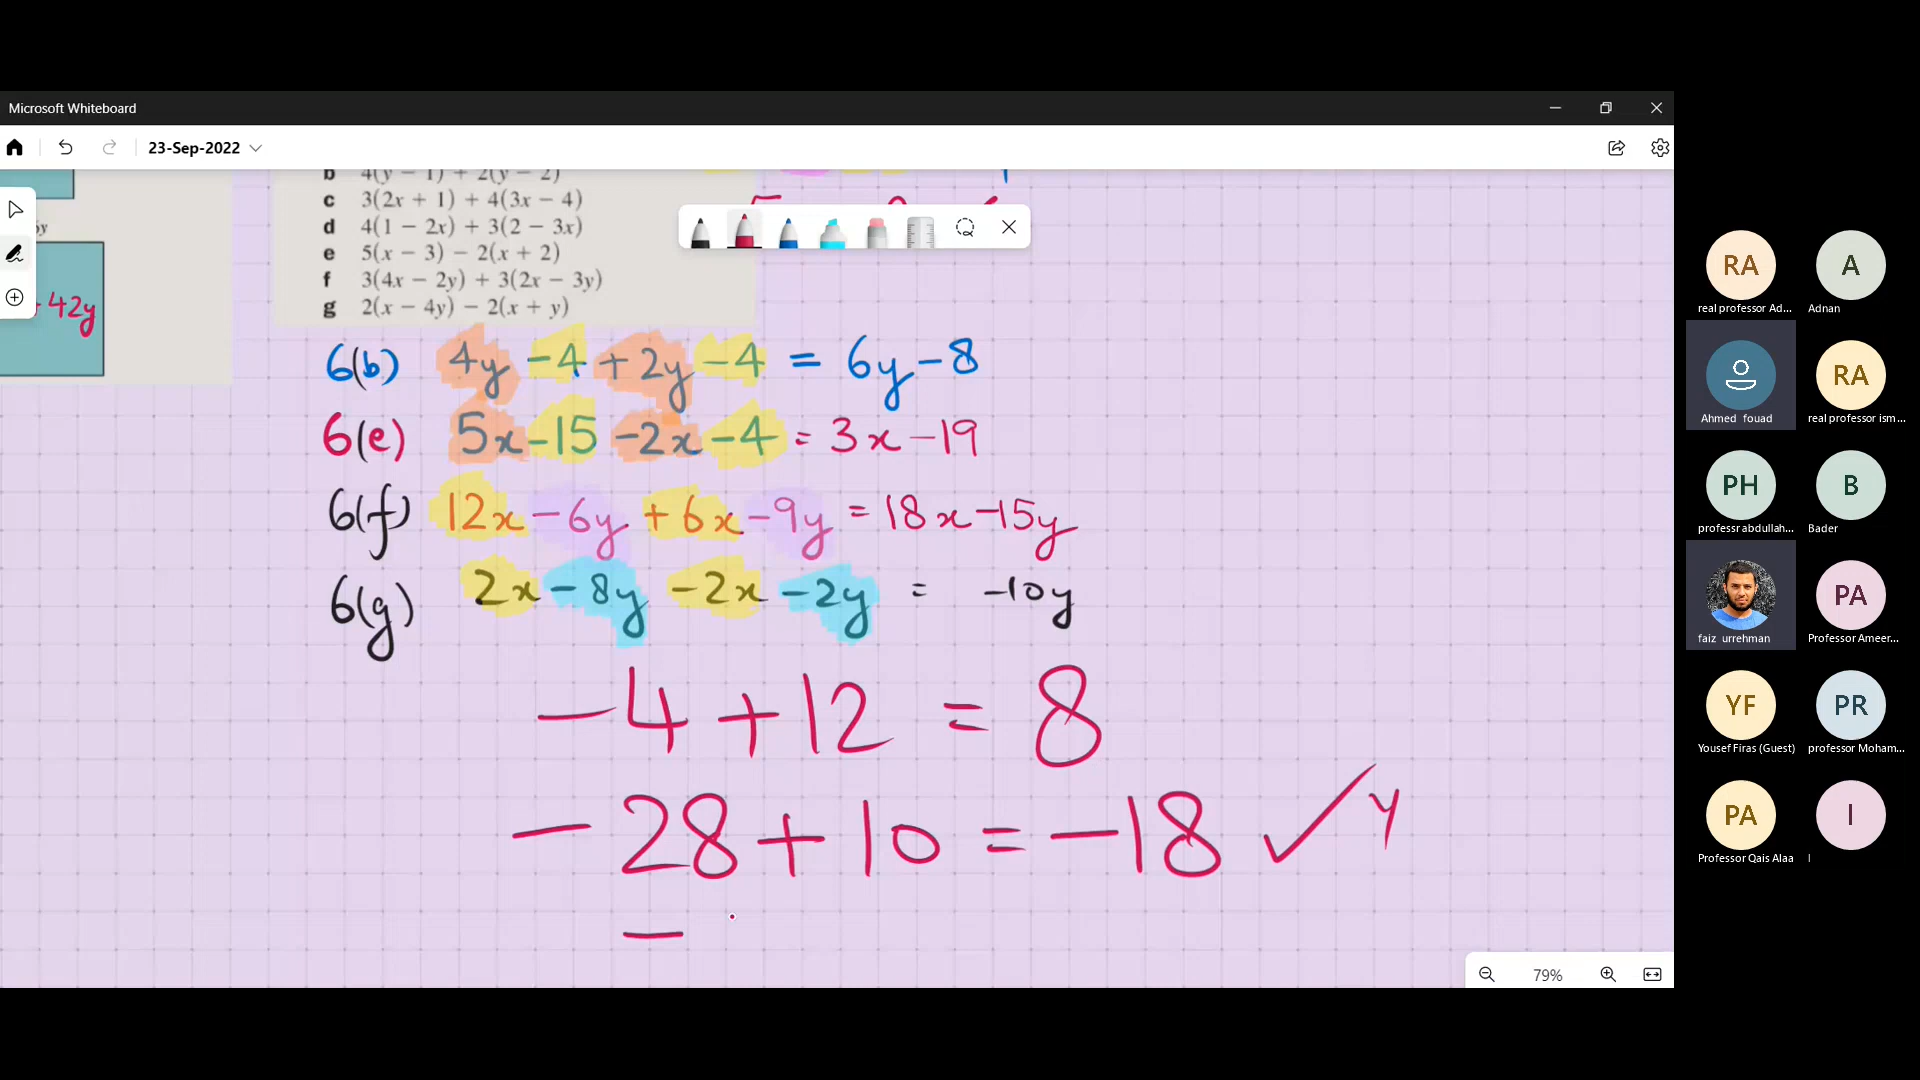 Microsoft Whiteboard
23-Sep-2022
b 4(y − 1) + 2(y − 2)
c 3(2x + 1) + 4(3x − 4)
d 4(1 − 2x) + 3(2 − 3x)
e 5(x − 3) − 2(x + 2)
f 3(4x − 2y) + 3(2x − 3y)
g 2(x − 4y) − 2(x + y)
42y
6(b) 4y -4 + 2y -4 = 6y - 8
6(e) 5x -15 -2x -4 = 3x - 19
6(f) 12x - 6y + 6x - 9y = 18x - 15y
6(g) 2x - 8y - 2x - 2y = -10y
- 4 + 12 = 8
- 28 + 10 = - 18 ✓ y
-
79%
RA
real professor Ad...
A
Adnan
Ahmed fouad
RA
real professor ism...
PH
professr abdullah...
B
Bader
faiz urrehman
PA
Professor Ameer...
YF
Yousef Firas (Guest)
PR
professor Moham...
PA
Professor Qais Alaa
I
I